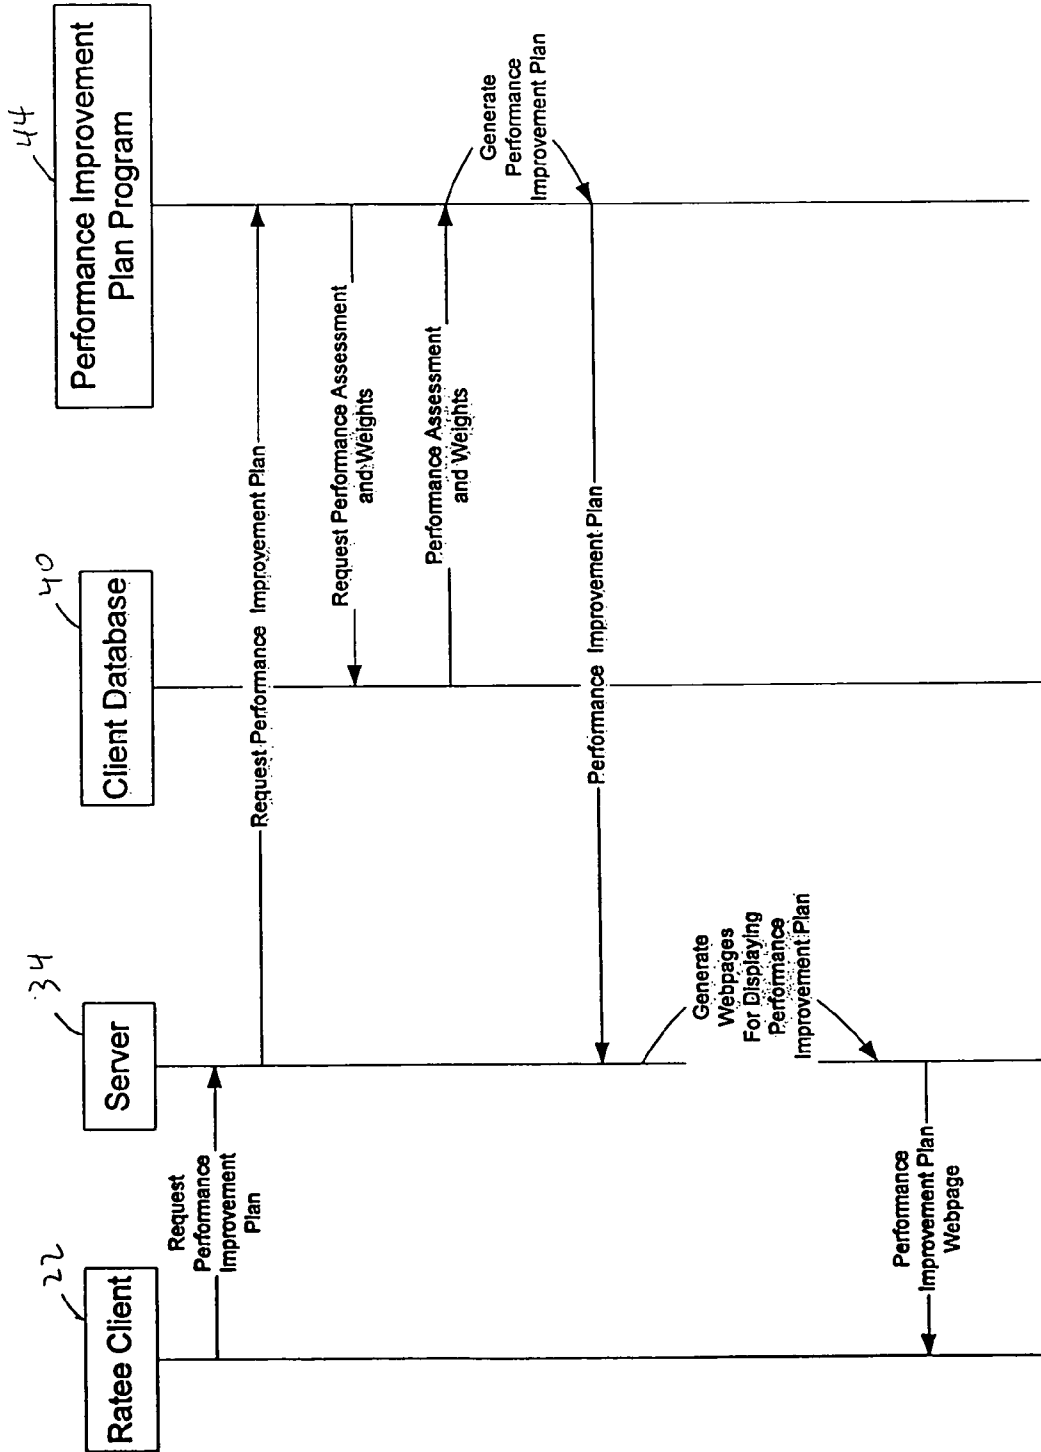 Ratee Client
22
Server
34
Client Database
40
Performance Improvement
Plan Program
44
Request
Performance
Improvement
Plan
Request Performance Improvement Plan
Request Performance Assessment
and Weights
Performance Assessment
and Weights
Generate
Performance
Improvement Plan
Performance Improvement Plan
Generate
Webpages
For Displaying
Performance
Improvement Plan
Performance
Improvement Plan
Webpage